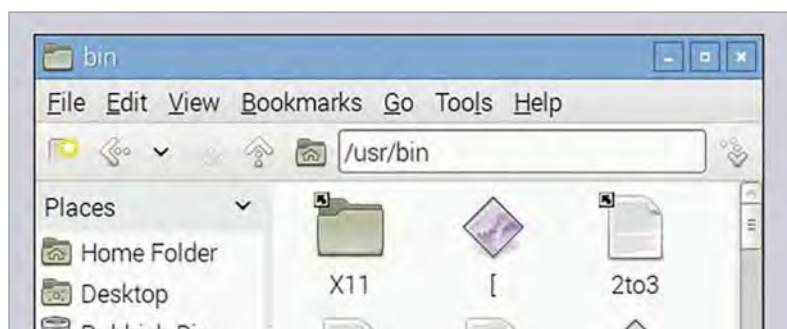 bin
File Edit View Bookmarks Go Tools Help
/usr/bin
Places
Home Folder
Desktop
X11
[
2to3